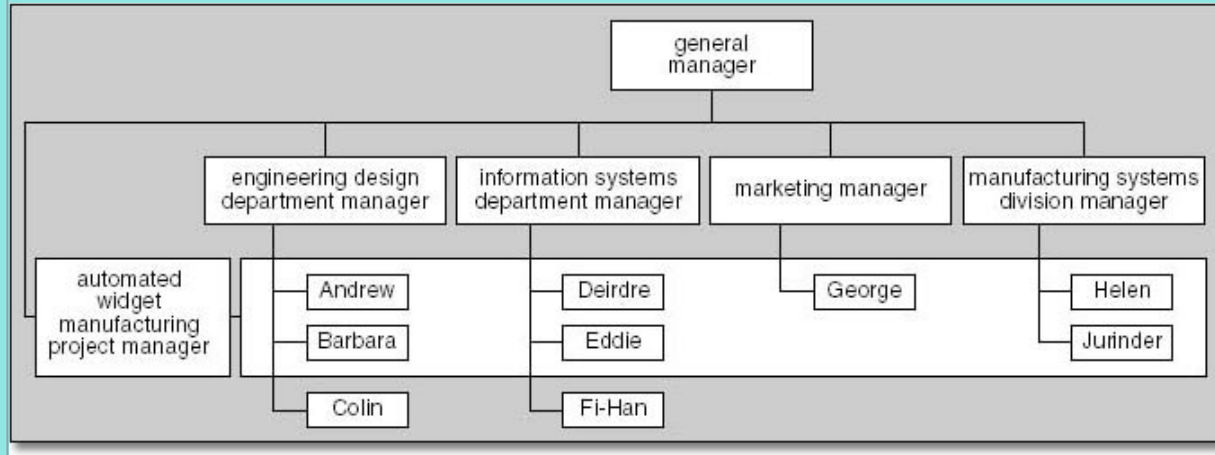 general
manager
engineering design
department manager
information systems
department manager
marketing manager
manufacturing systems
division manager
automated
widget
manufacturing
project manager
Andrew
Deirdre
George
Helen
Barbara
Eddie
Jurinder
Colin
Fi-Han